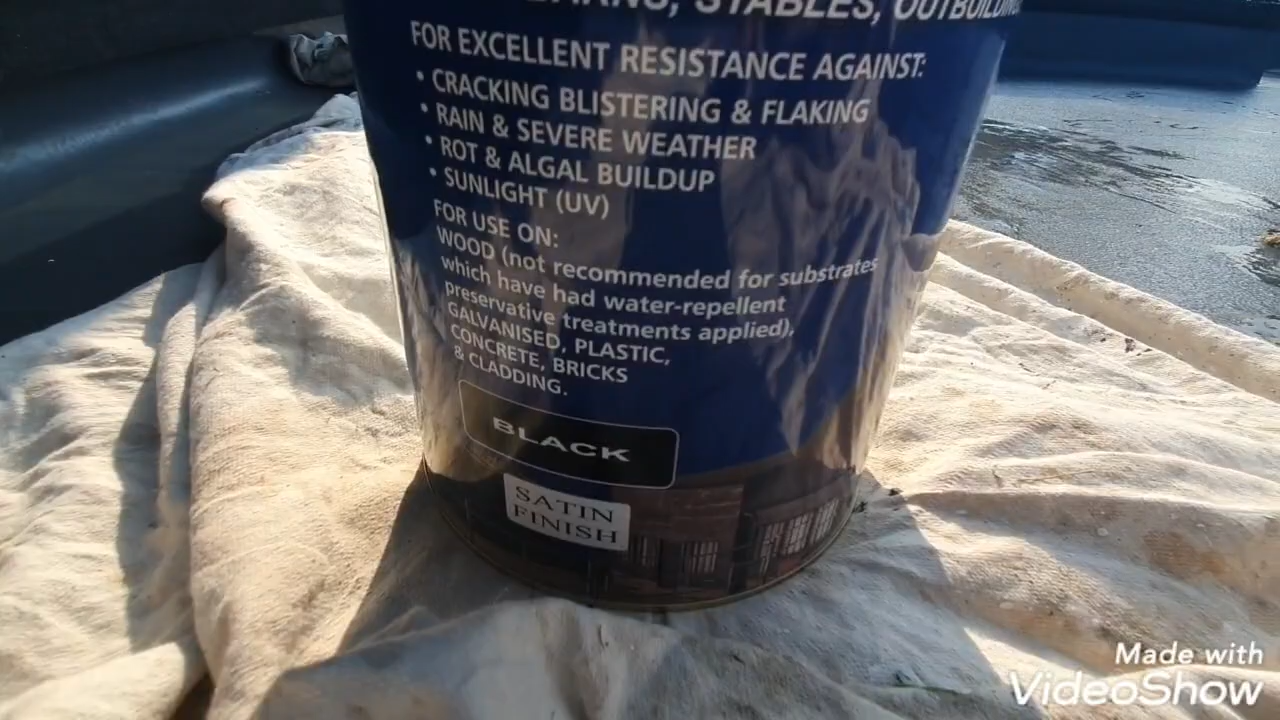 STABLES, OUTBUILDIN
FOR EXCELLENT RESISTANCE AGAINST:
• CRACKING BLISTERING & FLAKING
• RAIN & SEVERE WEATHER
• ROT & ALGAL BUILDUP
• SUNLIGHT (UV)
FOR USE ON:
WOOD (not recommended for substrates
which have had water-repellent
preservative treatments applied),
GALVANISED, PLASTIC,
CONCRETE, BRICKS
& CLADDING.
BLACK
SATIN
FINISH
Made with
VideoShow